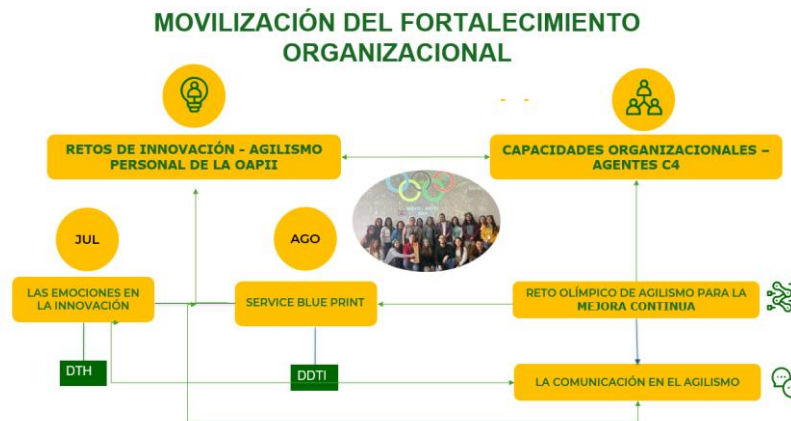 MOVILIZACIÓN DEL FORTALECIMIENTO
ORGANIZACIONAL
RETOS DE INNOVACIÓN - AGILISMO
PERSONAL DE LA OAPII
CAPACIDADES ORGANIZACIONALES –
AGENTES C4
JUL
AGO
LAS EMOCIONES EN
LA INNOVACIÓN
SERVICE BLUE PRINT
RETO OLÍMPICO DE AGILISMO PARA LA
MEJORA CONTINUA
DTH
DDTI
LA COMUNICACIÓN EN EL AGILISMO